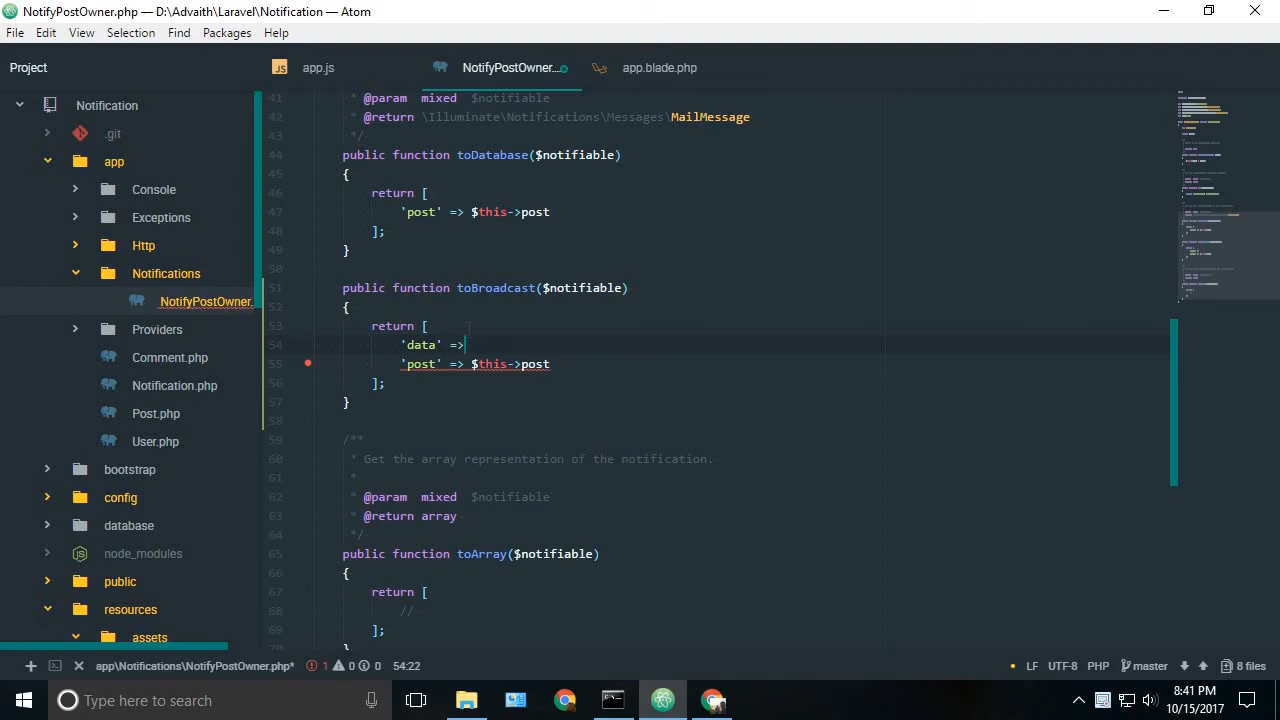 NotifyPostOwner.php — D:\Advaith\Laravel\Notification — Atom
File Edit View Selection Find Packages Help
Project
JS app.js
NotifyPostOwner...
app.blade.php
Notification
.git
app
Console
Exceptions
Http
Notifications
NotifyPostOwner.
Providers
Comment.php
Notification.php
Post.php
User.php
bootstrap
config
database
node_modules
public
resources
assets
41 * @param mixed $notifiable
42 * @return \Illuminate\Notifications\Messages\MailMessage
43 */
44 public function toDatabase($notifiable)
45 {
46 return [
47 'post' => $this->post
48 ];
49 }
50
51 public function toBroadcast($notifiable)
52 {
53 return [
54 'data' =>
55 'post' => $this->post
56 ];
57 }
58
59 /**
60 * Get the array representation of the notification.
61 *
62 * @param mixed $notifiable
63 * @return array
64 */
65 public function toArray($notifiable)
66 {
67 return [
68 //
69 ];
70 }
app\Notifications\NotifyPostOwner.php* 1 0 0 54:22
LF UTF-8 PHP master 8 files
Type here to search
8:41 PM
10/15/2017